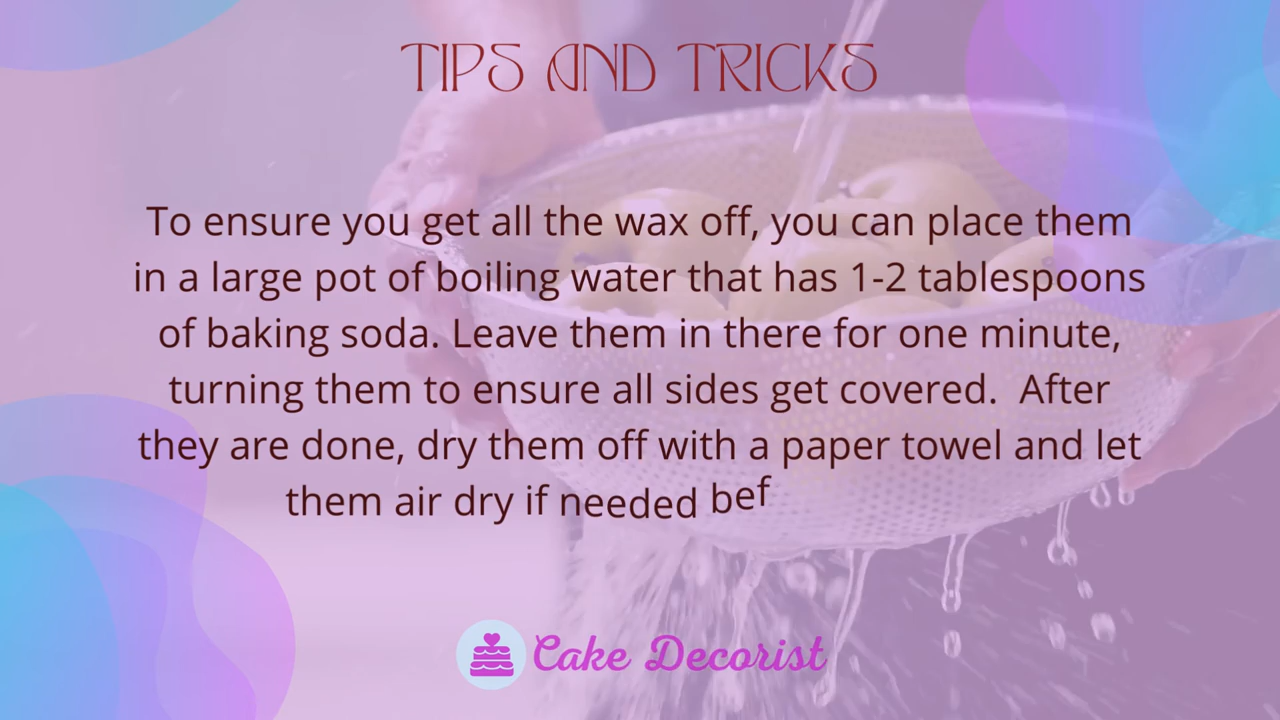 TIPS AND TRICKS
To ensure you get all the wax off, you can place them
in a large pot of boiling water that has 1-2 tablespoons
of baking soda. Leave them in there for one minute,
turning them to ensure all sides get covered.  After
they are done, dry them off with a paper towel and let
them air dry if needed bef
Cake Decorist